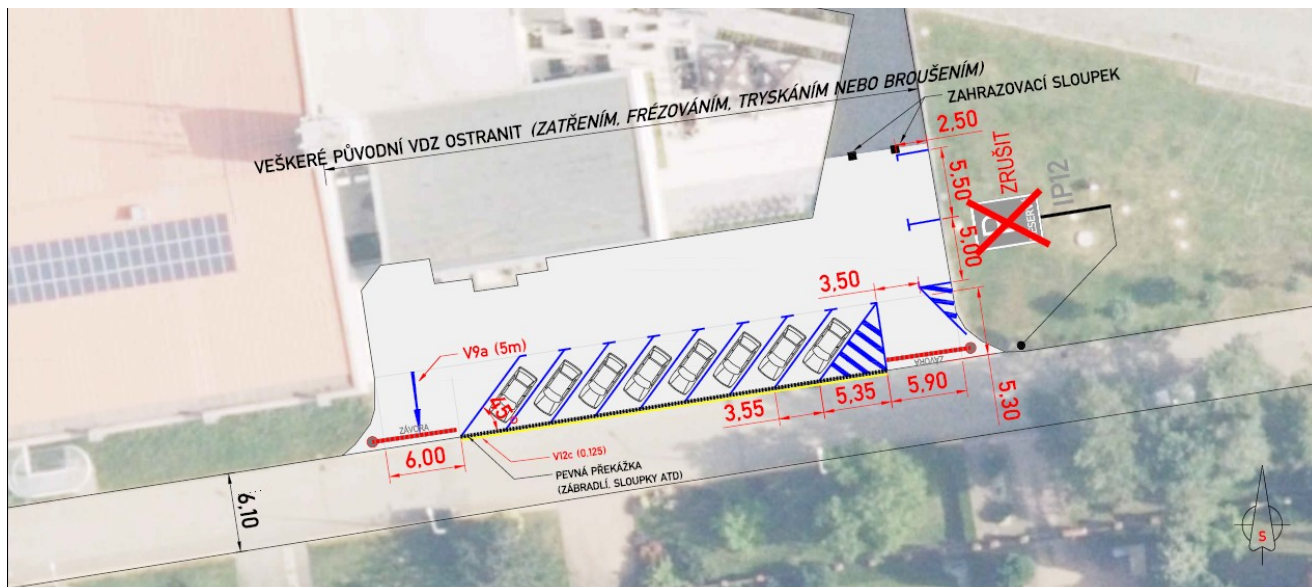 VEŠKERÉ PŮVODNÍ VDZ OSTRANIT (ZATŘENÍM, FRÉZOVÁNÍM, TRYSKÁNÍM NEBO BROUŠENÍM)
ZAHRAZOVACÍ SLOUPEK
2,50
5,50
ZRUŠIT
IP12
5,00
3,50
V9a (5m)
45°
ZÁVORA
ZÁVORA
5,90
5,30
5,35
3,55
6,00
V12c (0,125)
PEVNÁ PŘEKÁŽKA
(ZÁBRADLÍ, SLOUPKY ATD)
6,10
S